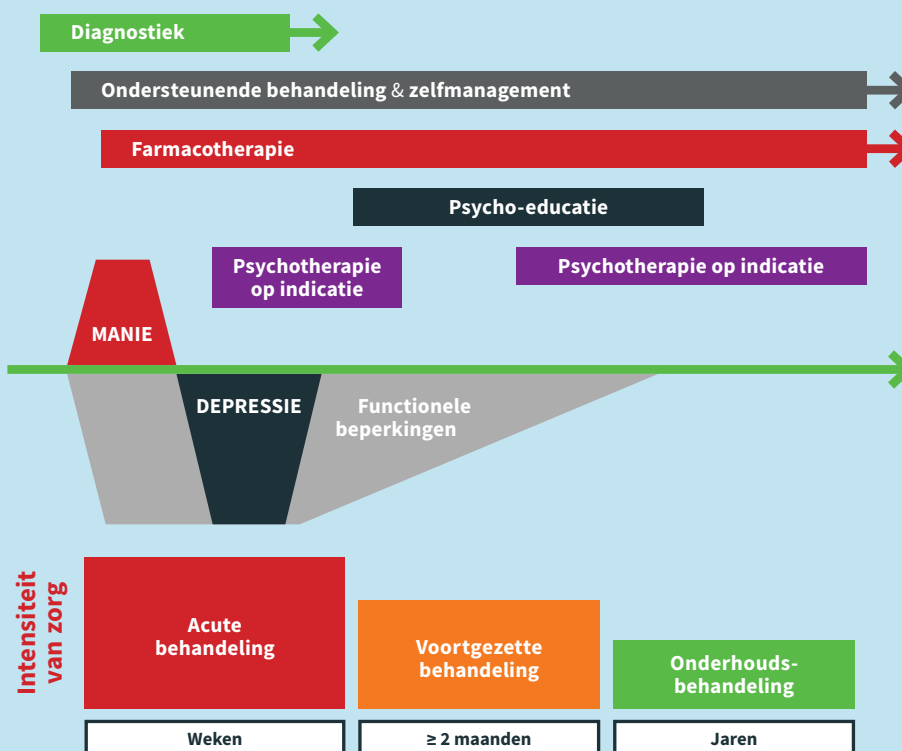 Diagnostiek
Ondersteunende behandeling & zelfmanagement
Farmacotherapie
Psycho-educatie
Psychotherapie
op indicatie
Psychotherapie op indicatie
MANIE
DEPRESSIE
Functionele
beperkingen
Intensiteit
van zorg
Acute
behandeling
Voortgezette
behandeling
Onderhouds-
behandeling
Weken
≥ 2 maanden
Jaren